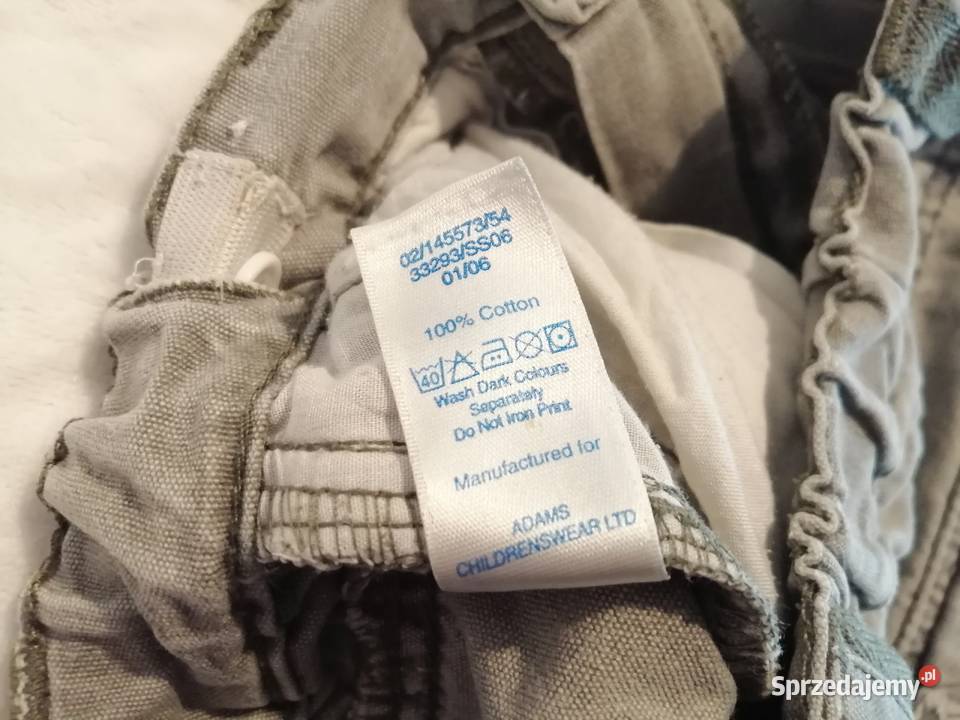 02/145573/54
33293/SS06
01/06
100% Cotton
40
Wash Dark Colours
Separately
Do Not Iron Print
Manufactured for
ADAMS
CHILDRENSWEAR LTD
Sprzedajemy.pl